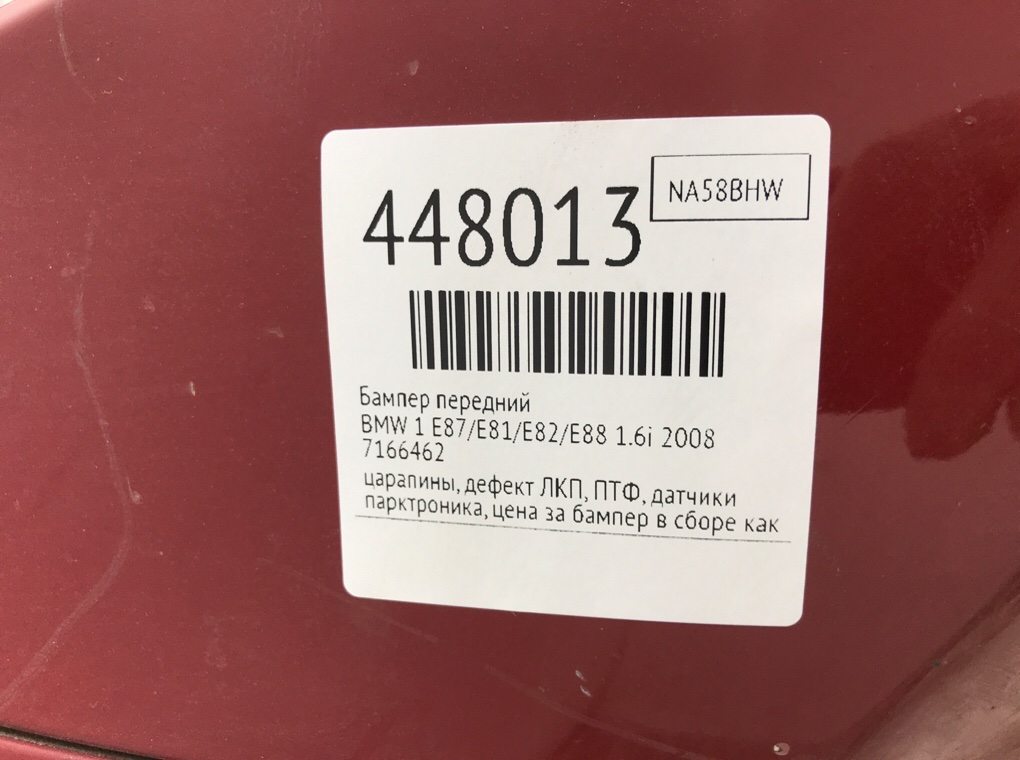 448013
NA58BHW
Бампер передний
BMW 1 E87/E81/E82/E88 1.6i 2008
7166462
царапины, дефект ЛКП, ПТФ, датчики
парктроника, цена за бампер в сборе как